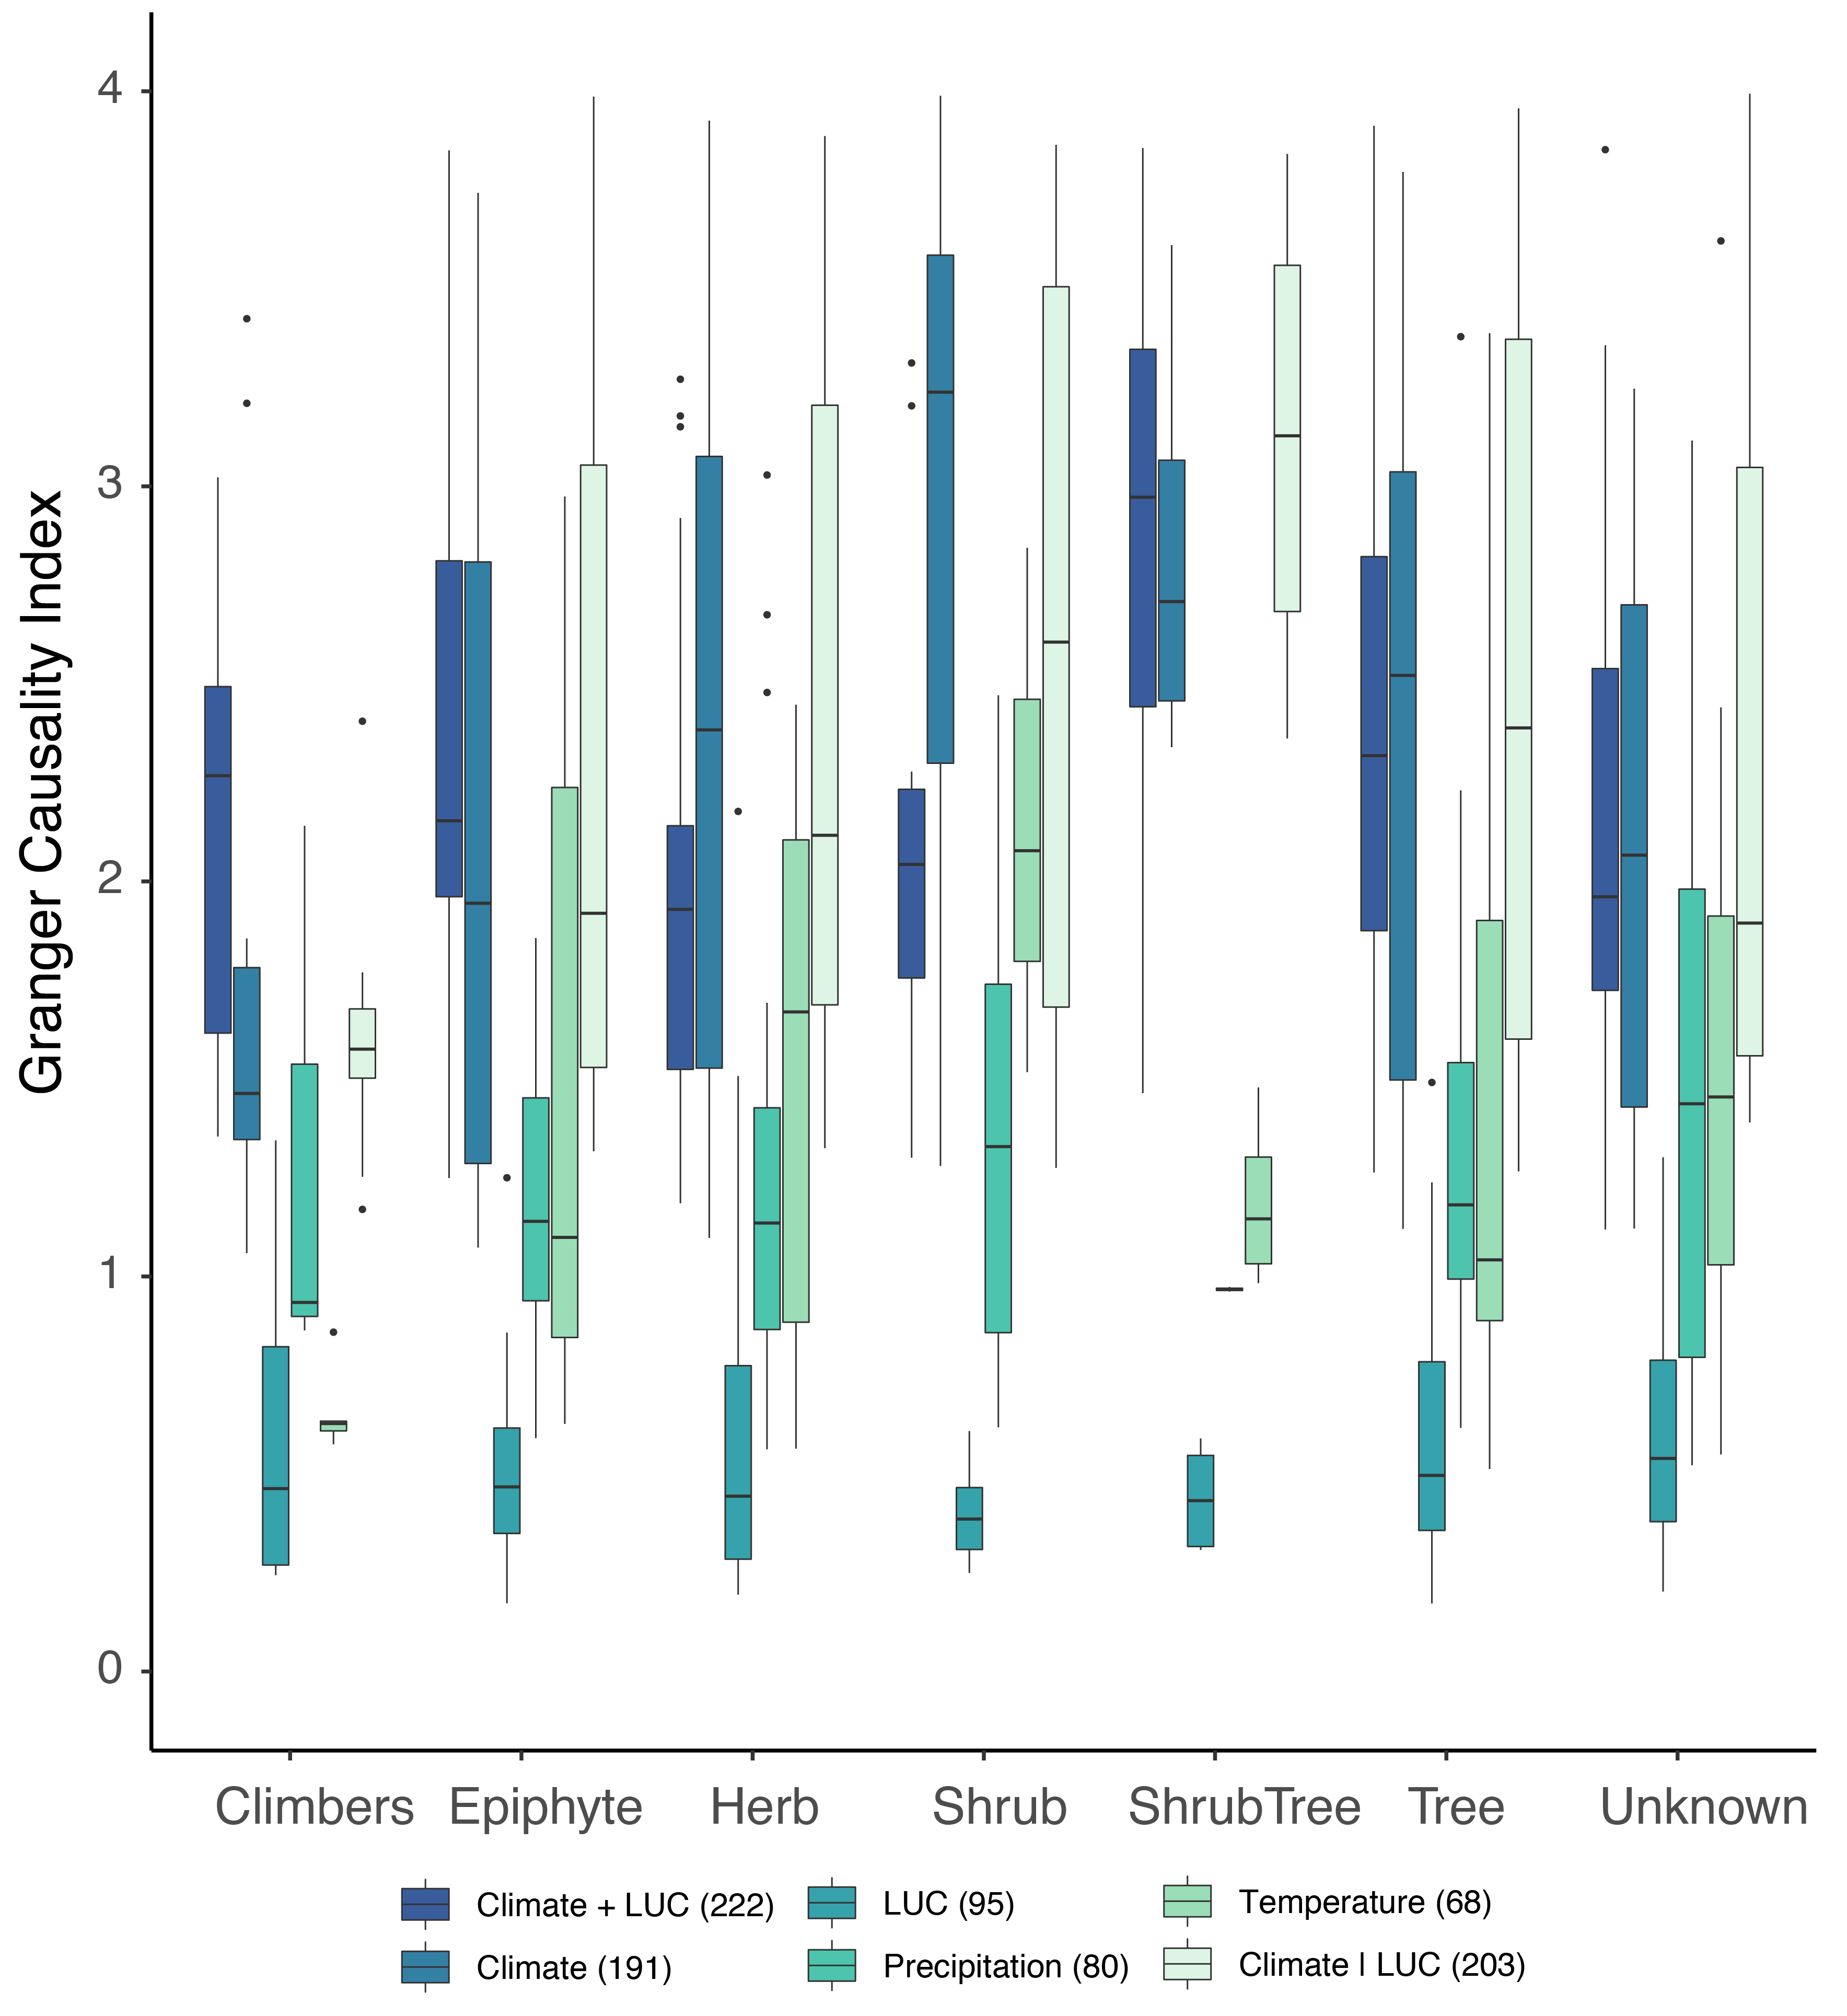 Granger Causality Index
4
3
2
1
0
Climbers Epiphyte Herb Shrub ShrubTree Tree Unknown
Climate + LUC (222) LUC (95) Temperature (68)
Climate (191) Precipitation (80) Climate | LUC (203)